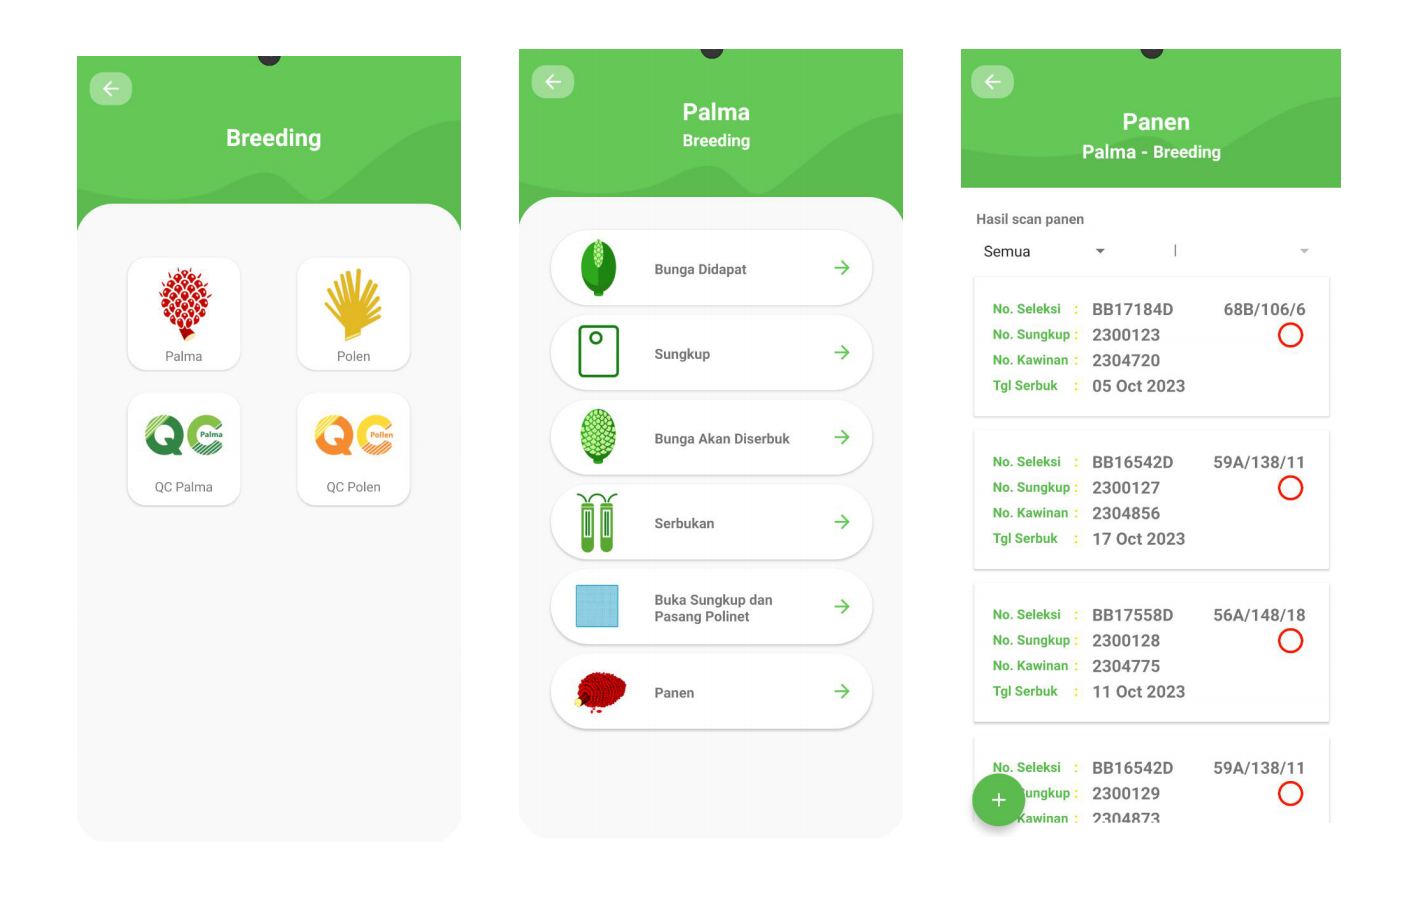 Breeding
Palma
Polen
QC Palma
QC Palma
QC Pollen
QC Polen
Palma
Breeding
Bunga Didapat
Sungkup
Bunga Akan Diserbuk
Serbukan
Buka Sungkup dan
Pasang Polinet
Panen
Panen
Palma - Breeding
Hasil scan panen
Semua
No. Seleksi : BB17184D 68B/106/6
No. Sungkup : 2300123
No. Kawinan : 2304720
Tgl Serbuk : 05 Oct 2023
No. Seleksi : BB16542D 59A/138/11
No. Sungkup : 2300127
No. Kawinan : 2304856
Tgl Serbuk : 17 Oct 2023
No. Seleksi : BB17558D 56A/148/18
No. Sungkup : 2300128
No. Kawinan : 2304775
Tgl Serbuk : 11 Oct 2023
No. Seleksi : BB16542D 59A/138/11
ungkup : 2300129
+
Kawinan : 2304873